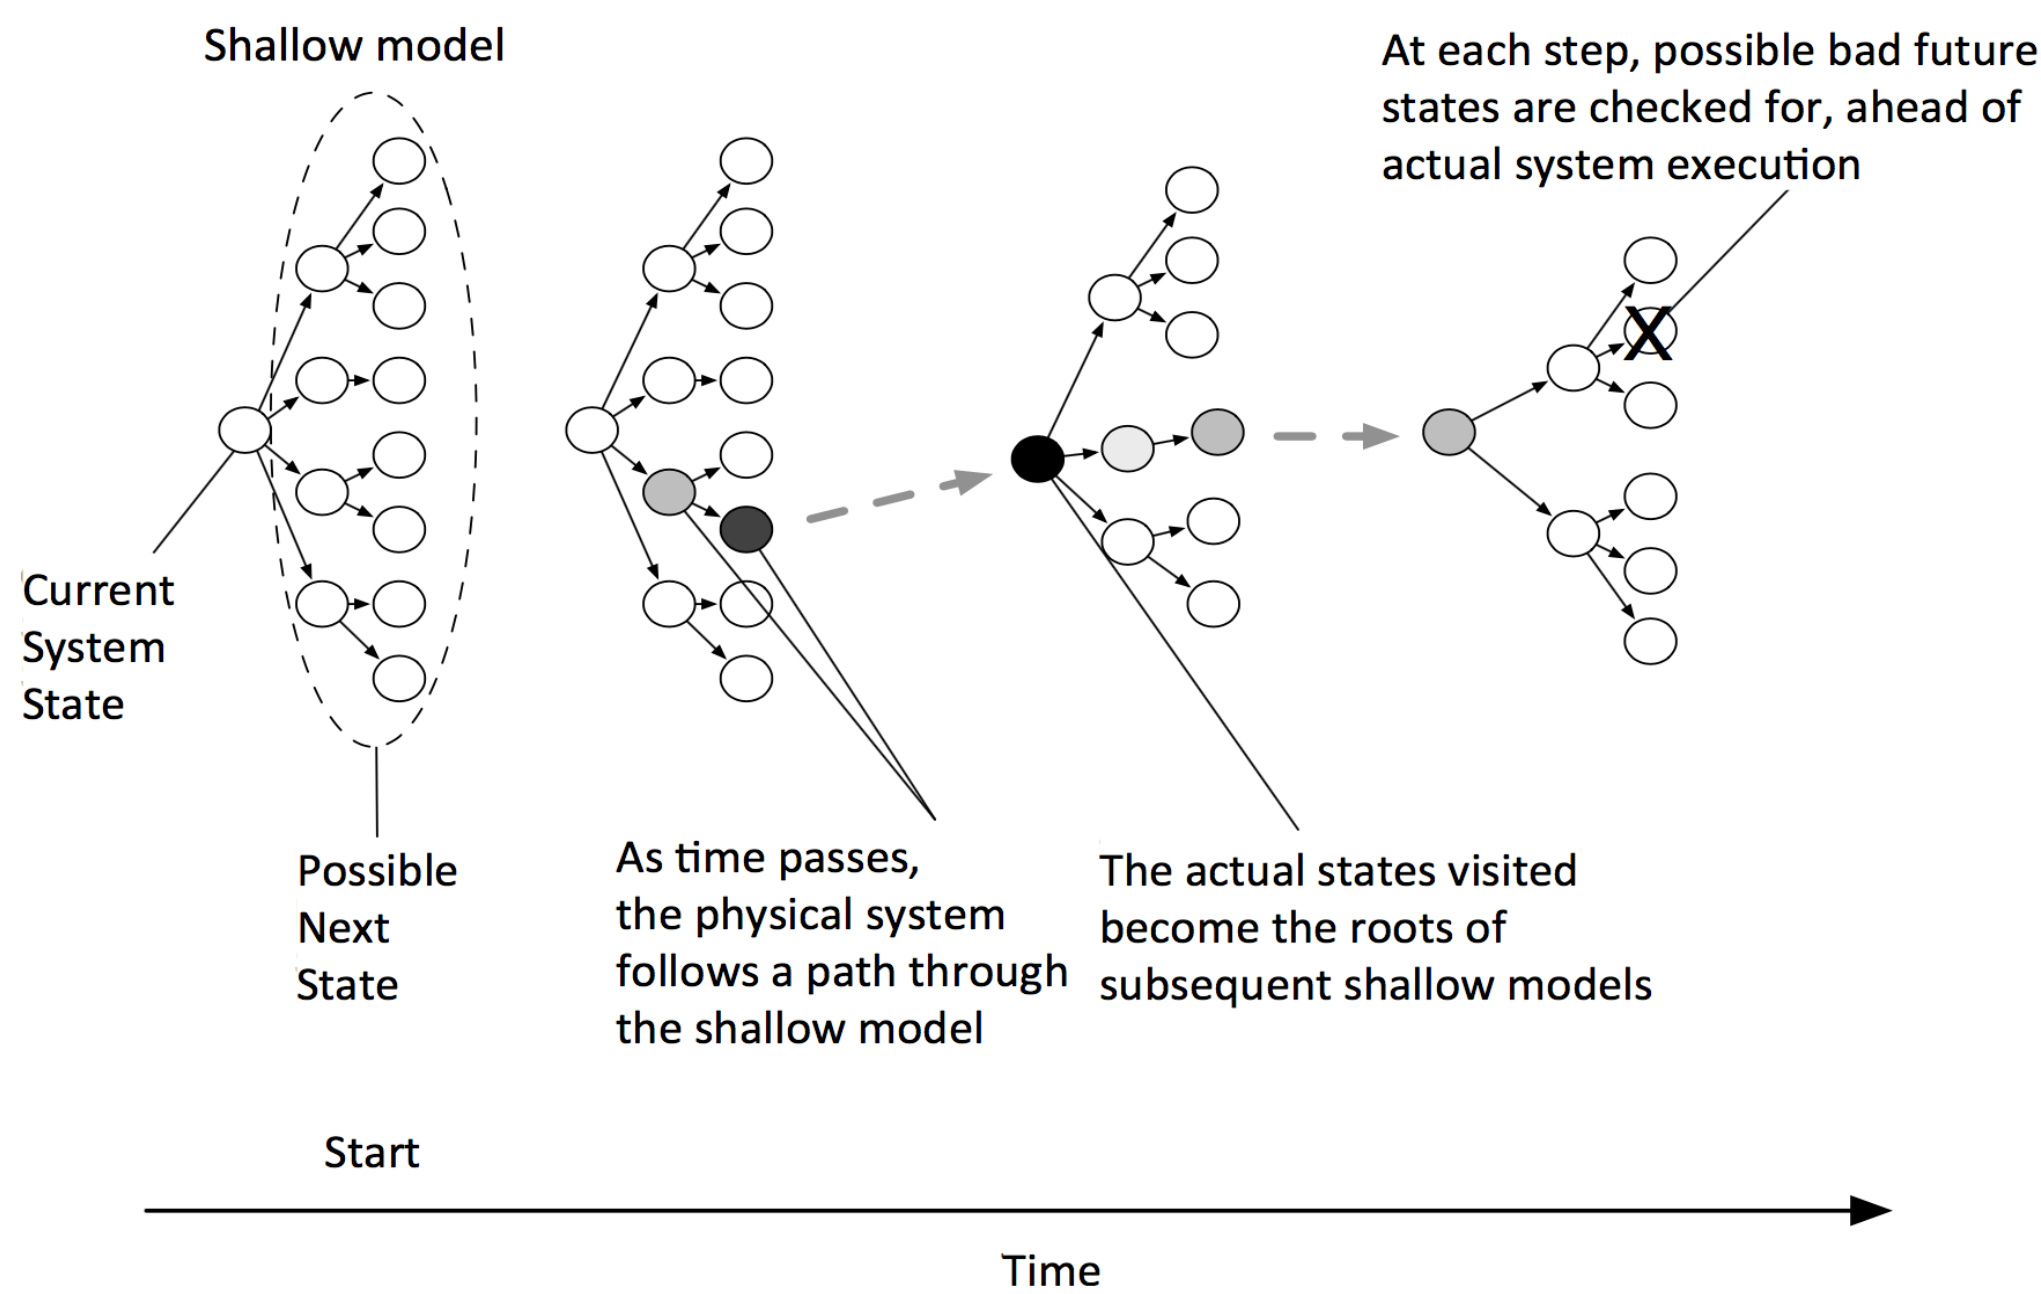 Shallow model
At each step, possible bad future
states are checked for, ahead of
actual system execution
X
Current
System
State
Possible
Next
State
As time passes,
the physical system
follows a path through
the shallow model
The actual states visited
become the roots of
subsequent shallow models
Start
Time